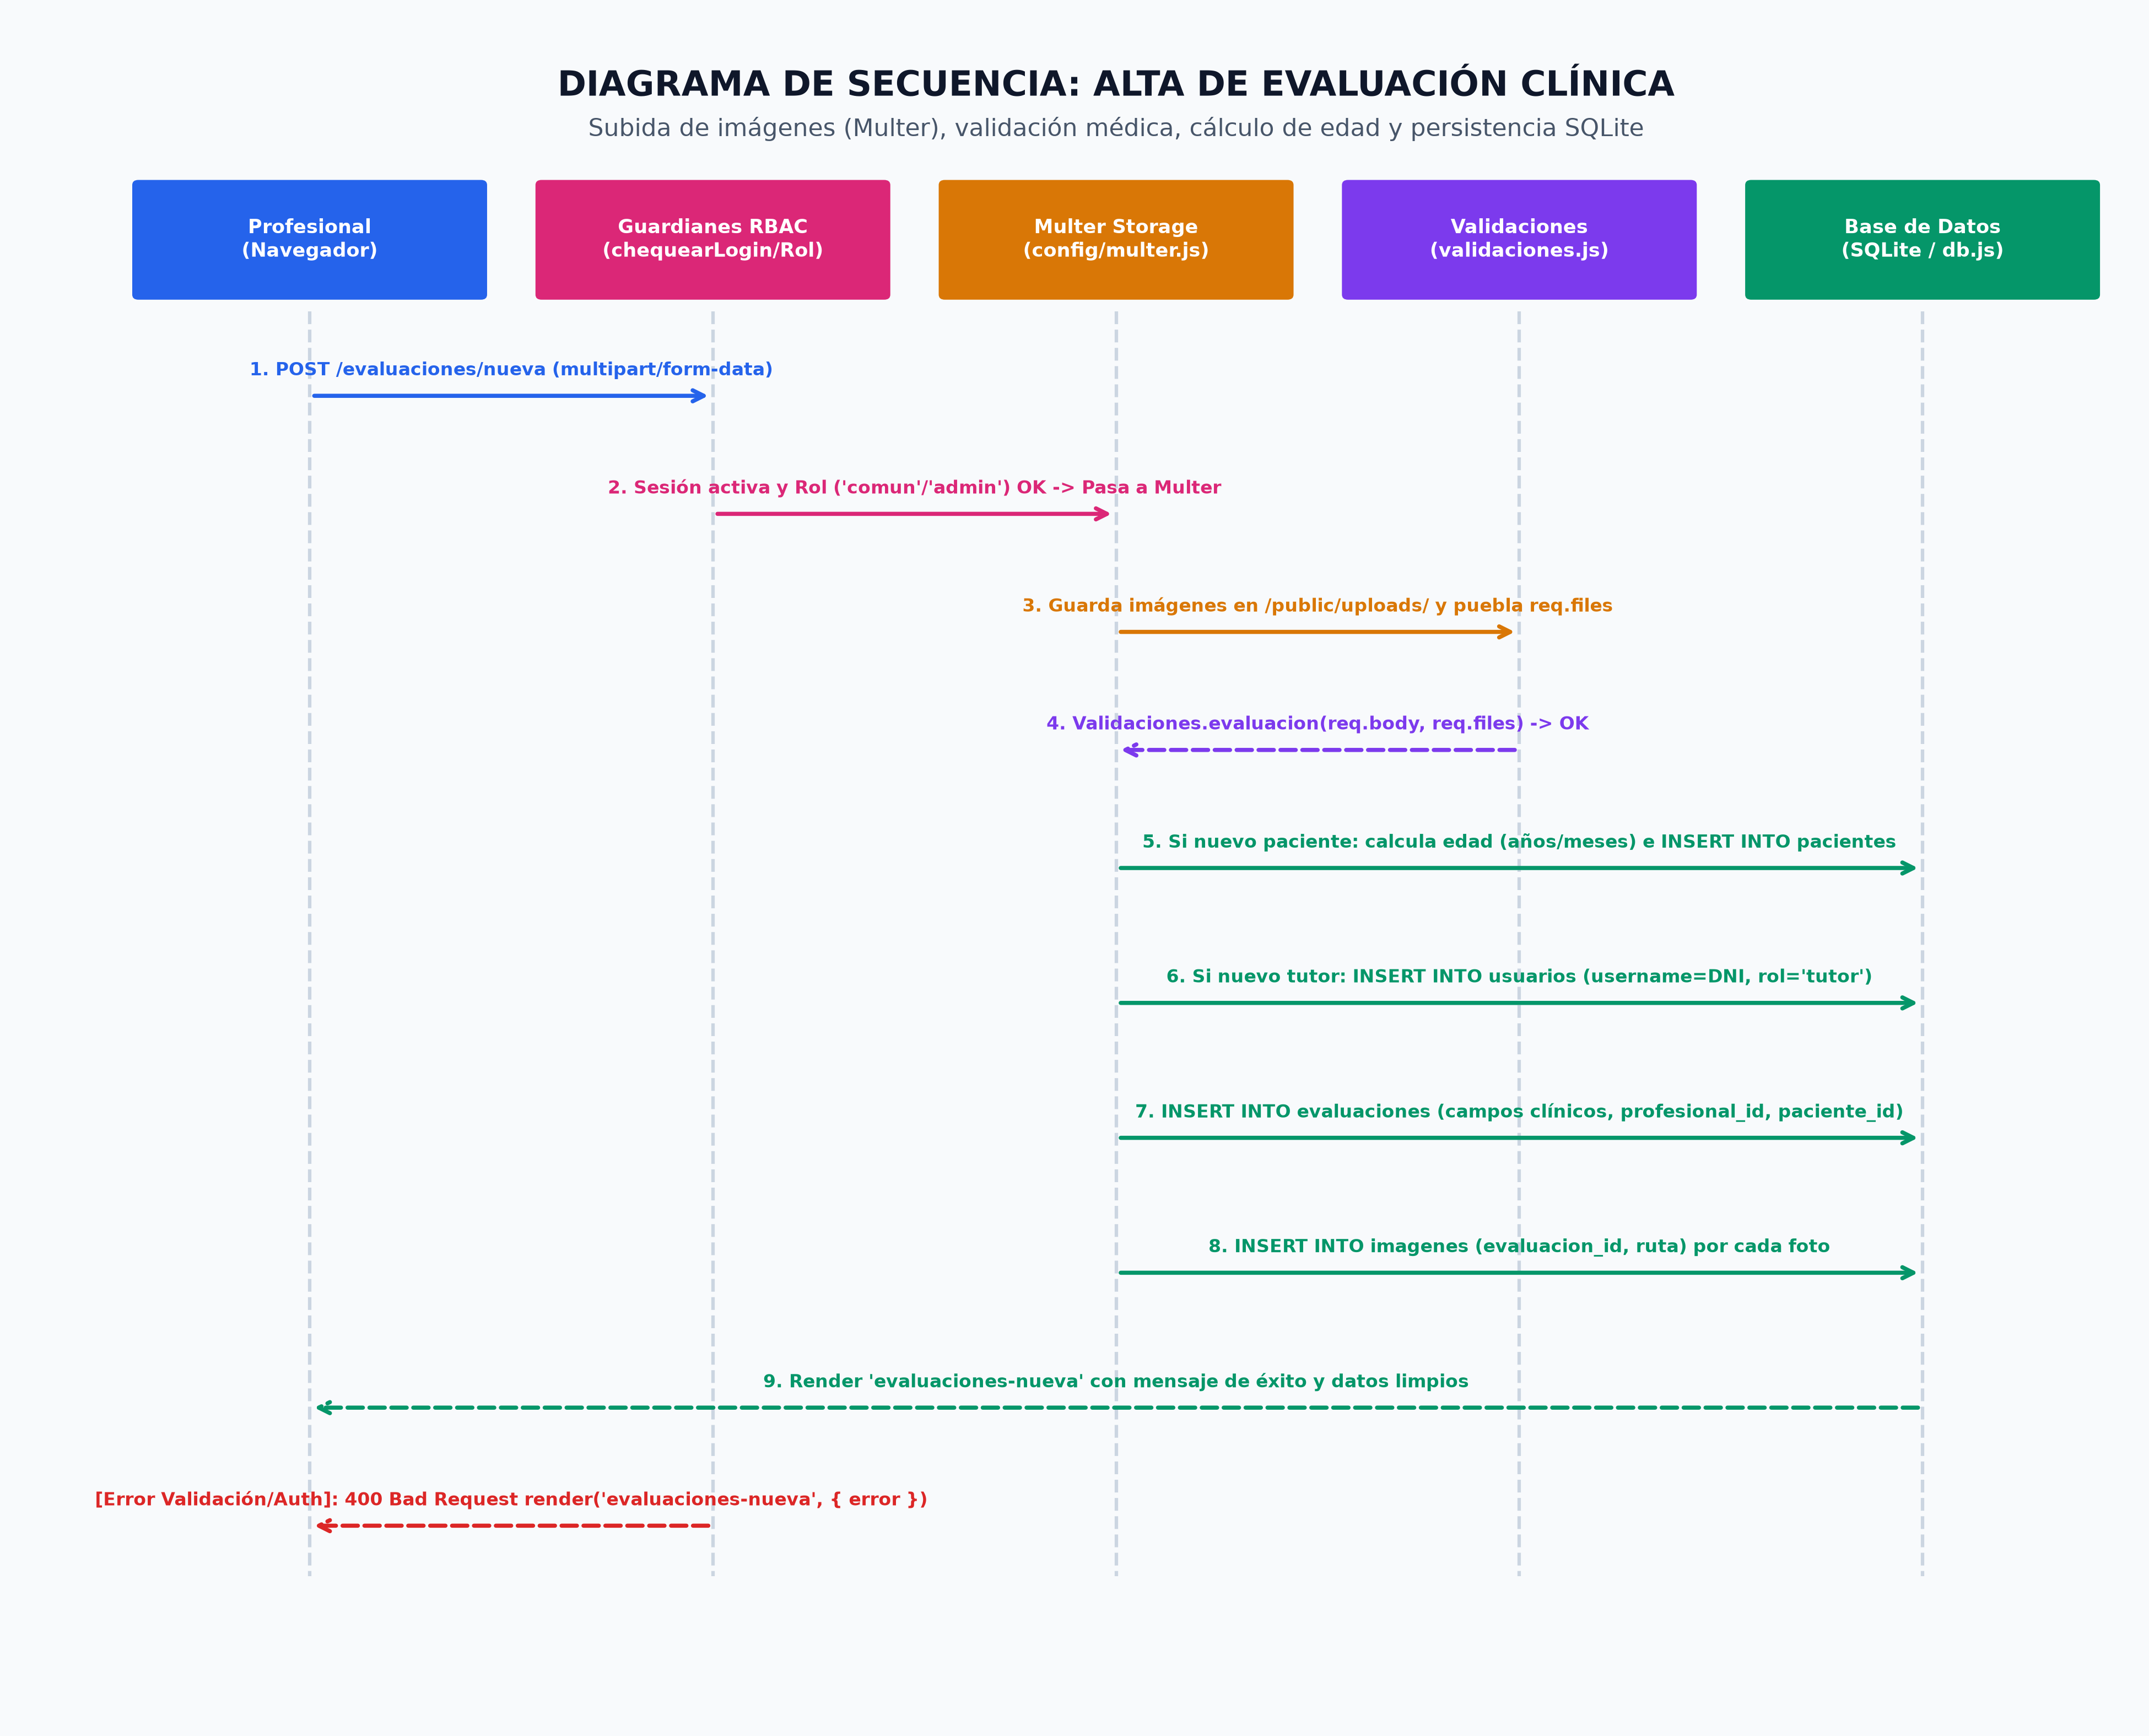 DIAGRAMA DE SECUENCIA: ALTA DE EVALUACIÓN CLÍNICA
Subida de imágenes (Multer), validación médica, cálculo de edad y persistencia SQLite
Profesional
(Navegador)
Guardianes RBAC
(chequearLogin/Rol)
Multer Storage
(config/multer.js)
Validaciones
(validaciones.js)
Base de Datos
(SQLite / db.js)
1. POST /evaluaciones/nueva (multipart/form-data)
2. Sesión activa y Rol ('comun'/'admin') OK -> Pasa a Multer
3. Guarda imágenes en /public/uploads/ y puebla req.files
4. Validaciones.evaluacion(req.body, req.files) -> OK
5. Si nuevo paciente: calcula edad (años/meses) e INSERT INTO pacientes
6. Si nuevo tutor: INSERT INTO usuarios (username=DNI, rol='tutor')
7. INSERT INTO evaluaciones (campos clínicos, profesional_id, paciente_id)
8. INSERT INTO imagenes (evaluacion_id, ruta) por cada foto
9. Render 'evaluaciones-nueva' con mensaje de éxito y datos limpios
[Error Validación/Auth]: 400 Bad Request render('evaluaciones-nueva', { error })